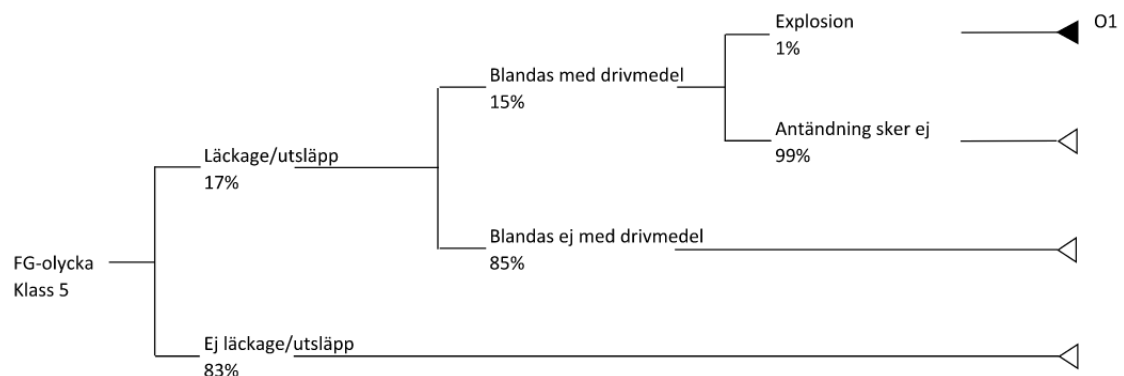 Explosion
1%
O1
Blandas med drivmedel
15%
Antändning sker ej
99%
Läckage/utsläpp
17%
Blandas ej med drivmedel
85%
FG-olycka
Klass 5
Ej läckage/utsläpp
83%